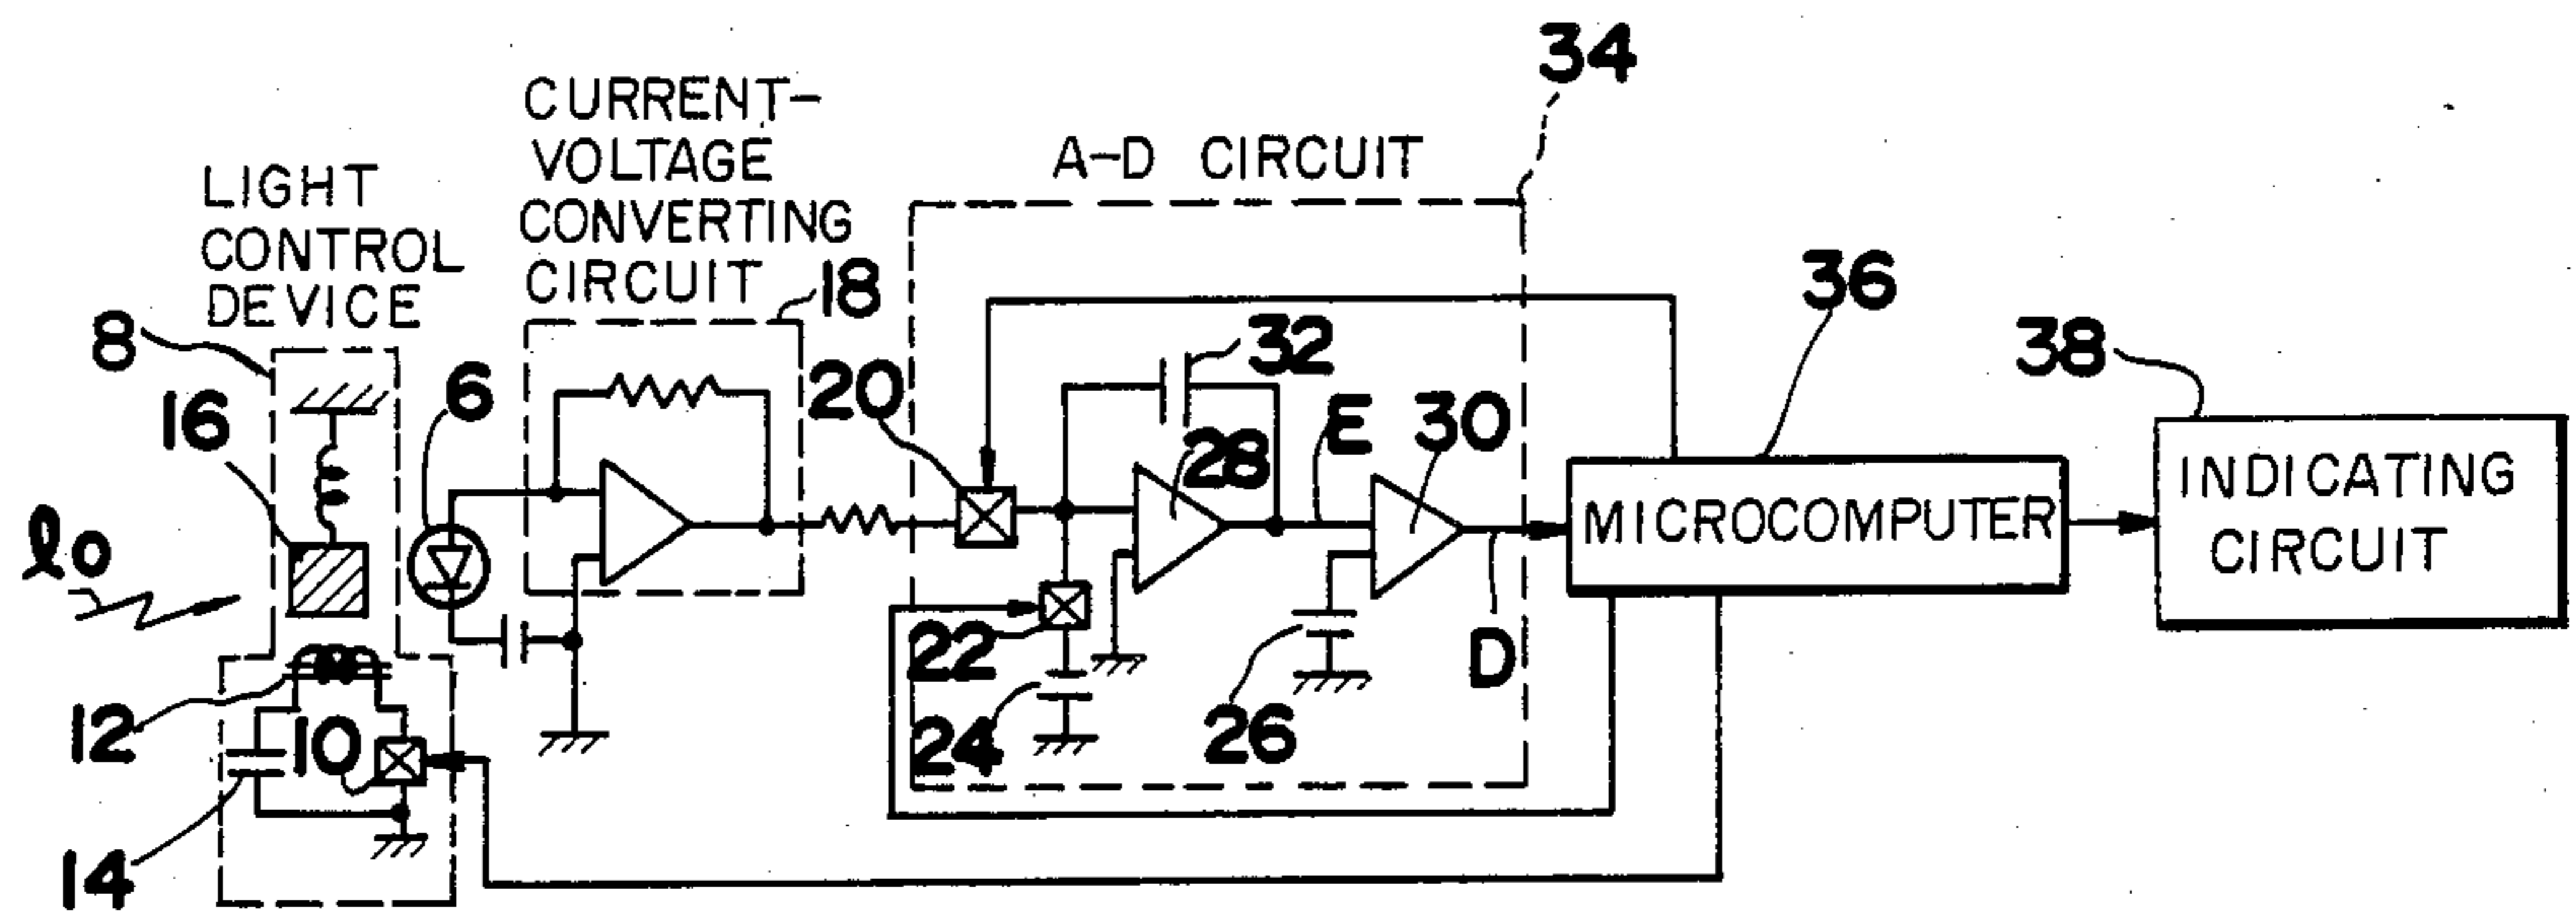 34
CURRENT-
VOLTAGE
CONVERTING
CIRCUIT
A-D CIRCUIT
LIGHT
CONTROL
DEVICE
18
36
8
32
38
6
20
16
E
30
28
INDICATING
CIRCUIT
MICROCOMPUTER
ℓo
22
D
12
10
24
26
14